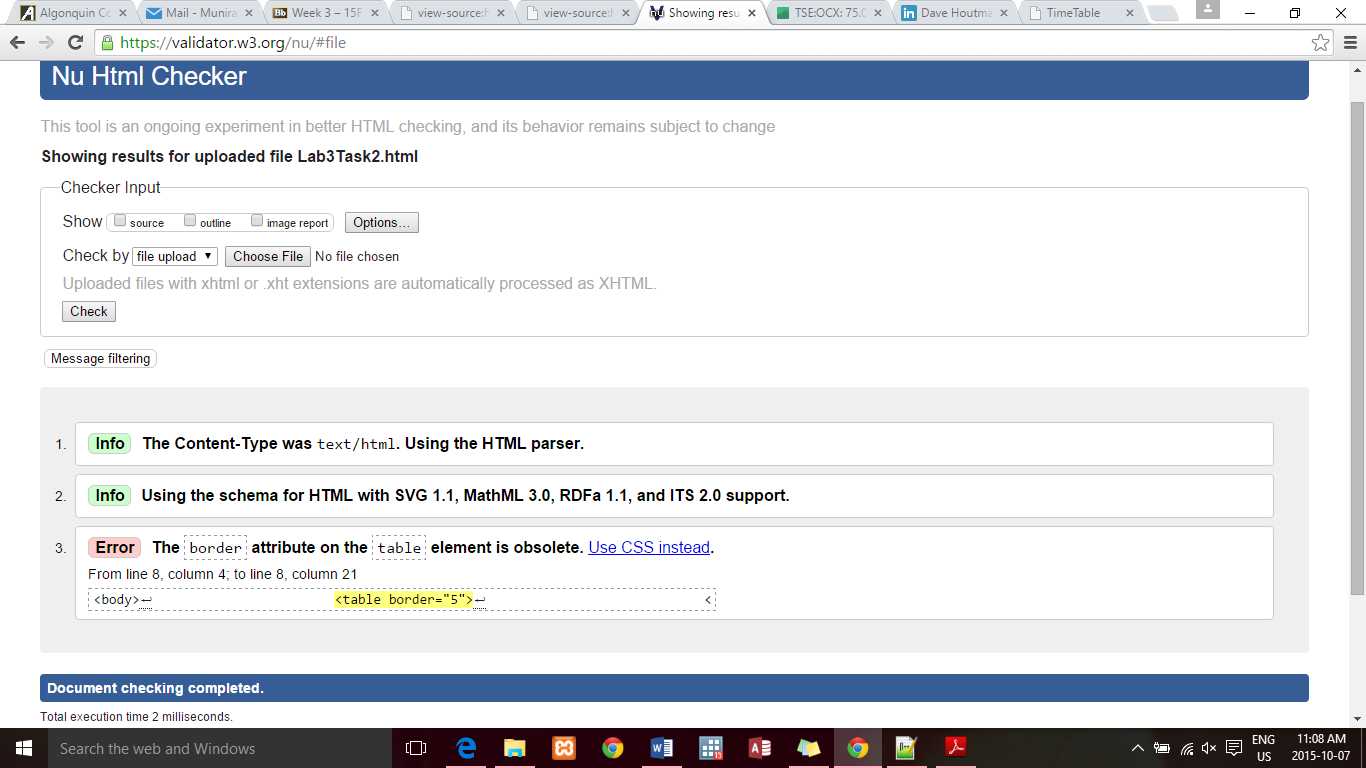 Algonquin Co
Mail - Munira
Bb Week 3 – 15F
view-source:h
view-source:h
nu Showing resu
TSE:OCX: 75.0
in Dave Houtma
TimeTable
https://validator.w3.org/nu/#file
Nu Html Checker
This tool is an ongoing experiment in better HTML checking, and its behavior remains subject to change
Showing results for uploaded file Lab3Task2.html
Checker Input
Show source outline image report Options...
Check by file upload Choose File No file chosen
Uploaded files with xhtml or .xht extensions are automatically processed as XHTML.
Check
Message filtering
1. Info The Content-Type was text/html. Using the HTML parser.
2. Info Using the schema for HTML with SVG 1.1, MathML 3.0, RDFa 1.1, and ITS 2.0 support.
3. Error The border attribute on the table element is obsolete. Use CSS instead.
From line 8, column 4; to line 8, column 21
<body>↩ <table border="5">↩ <
Document checking completed.
Total execution time 2 milliseconds.
Search the web and Windows
13
ENG
US
11:08 AM
2015-10-07